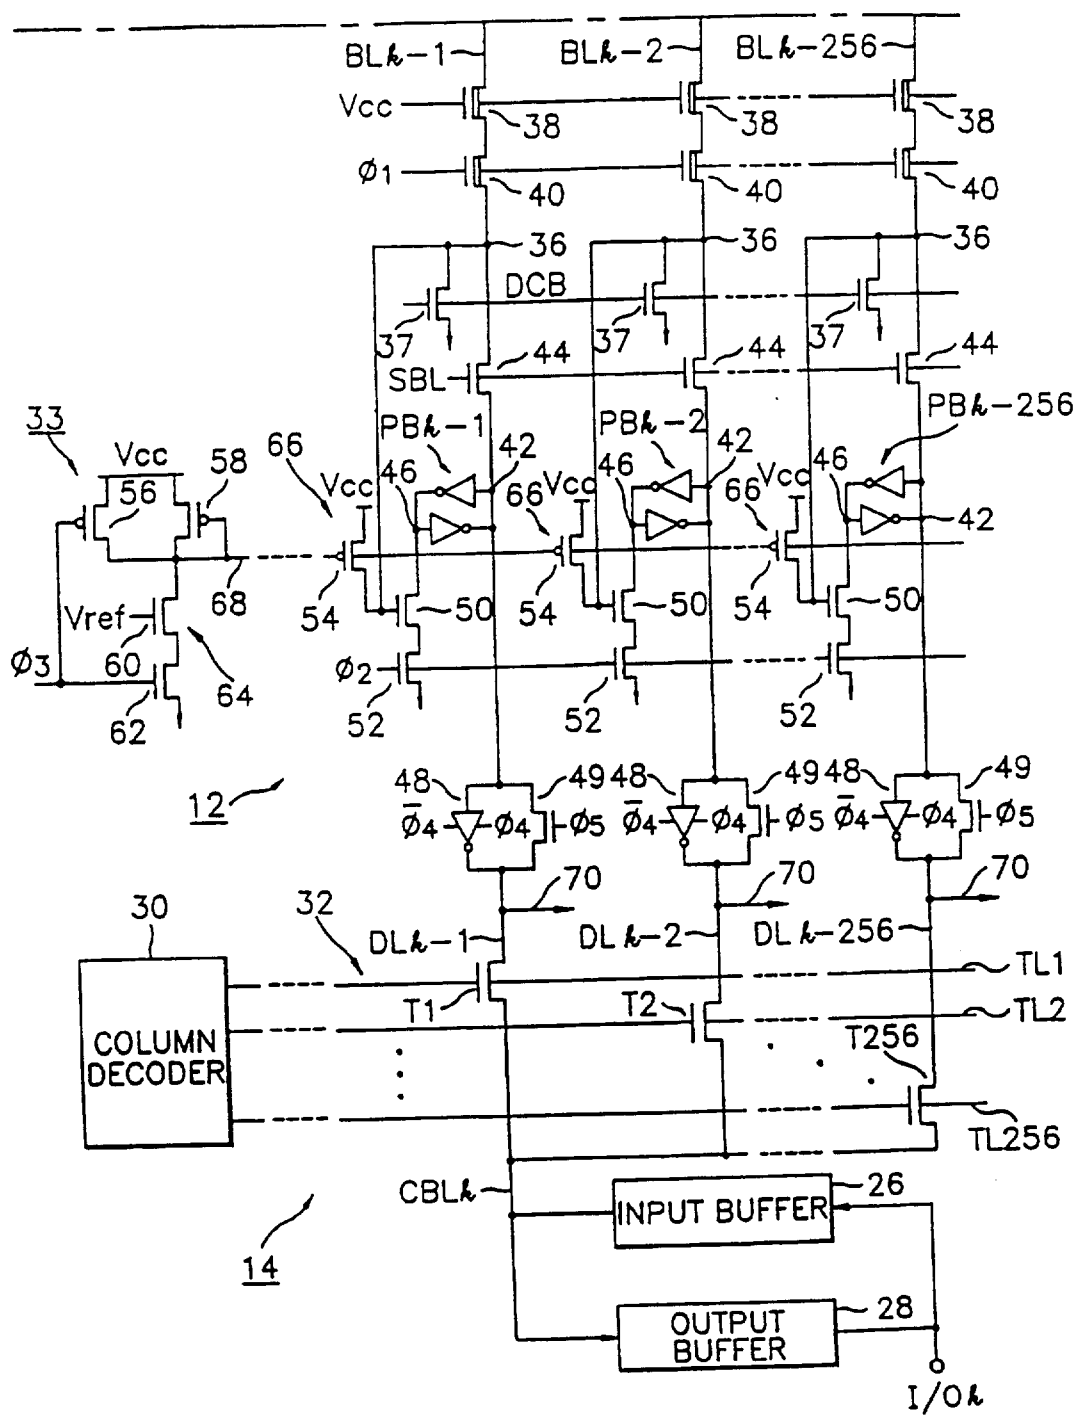 BLk-1 BLk-2 BLk-256
Vcc 38 38 38
Ø1 40 40 40
36 36 36
DCB
37 37 37
SBL 44 44 44
33 PBk-1 PBk-2 PBk-256
Vcc 58 66 Vcc 46 42 66 Vcc 46 42 66 Vcc 46 42
56
68 54 50 54 50 54 50
Vref
Ø3 60 64 Ø2
62 52 52 52
12 48 49 48 49 48 49
Ø̅4 Ø4 Ø5 Ø̅4 Ø4 Ø5 Ø̅4 Ø4 Ø5
70 70 70
30 32 DLk-1 DLk-2 DLk-256
TL1
T1 T2 TL2
COLUMN
DECODER
T256
TL256
CBLk 26
INPUT BUFFER
14
28
OUTPUT
BUFFER
I/Ok